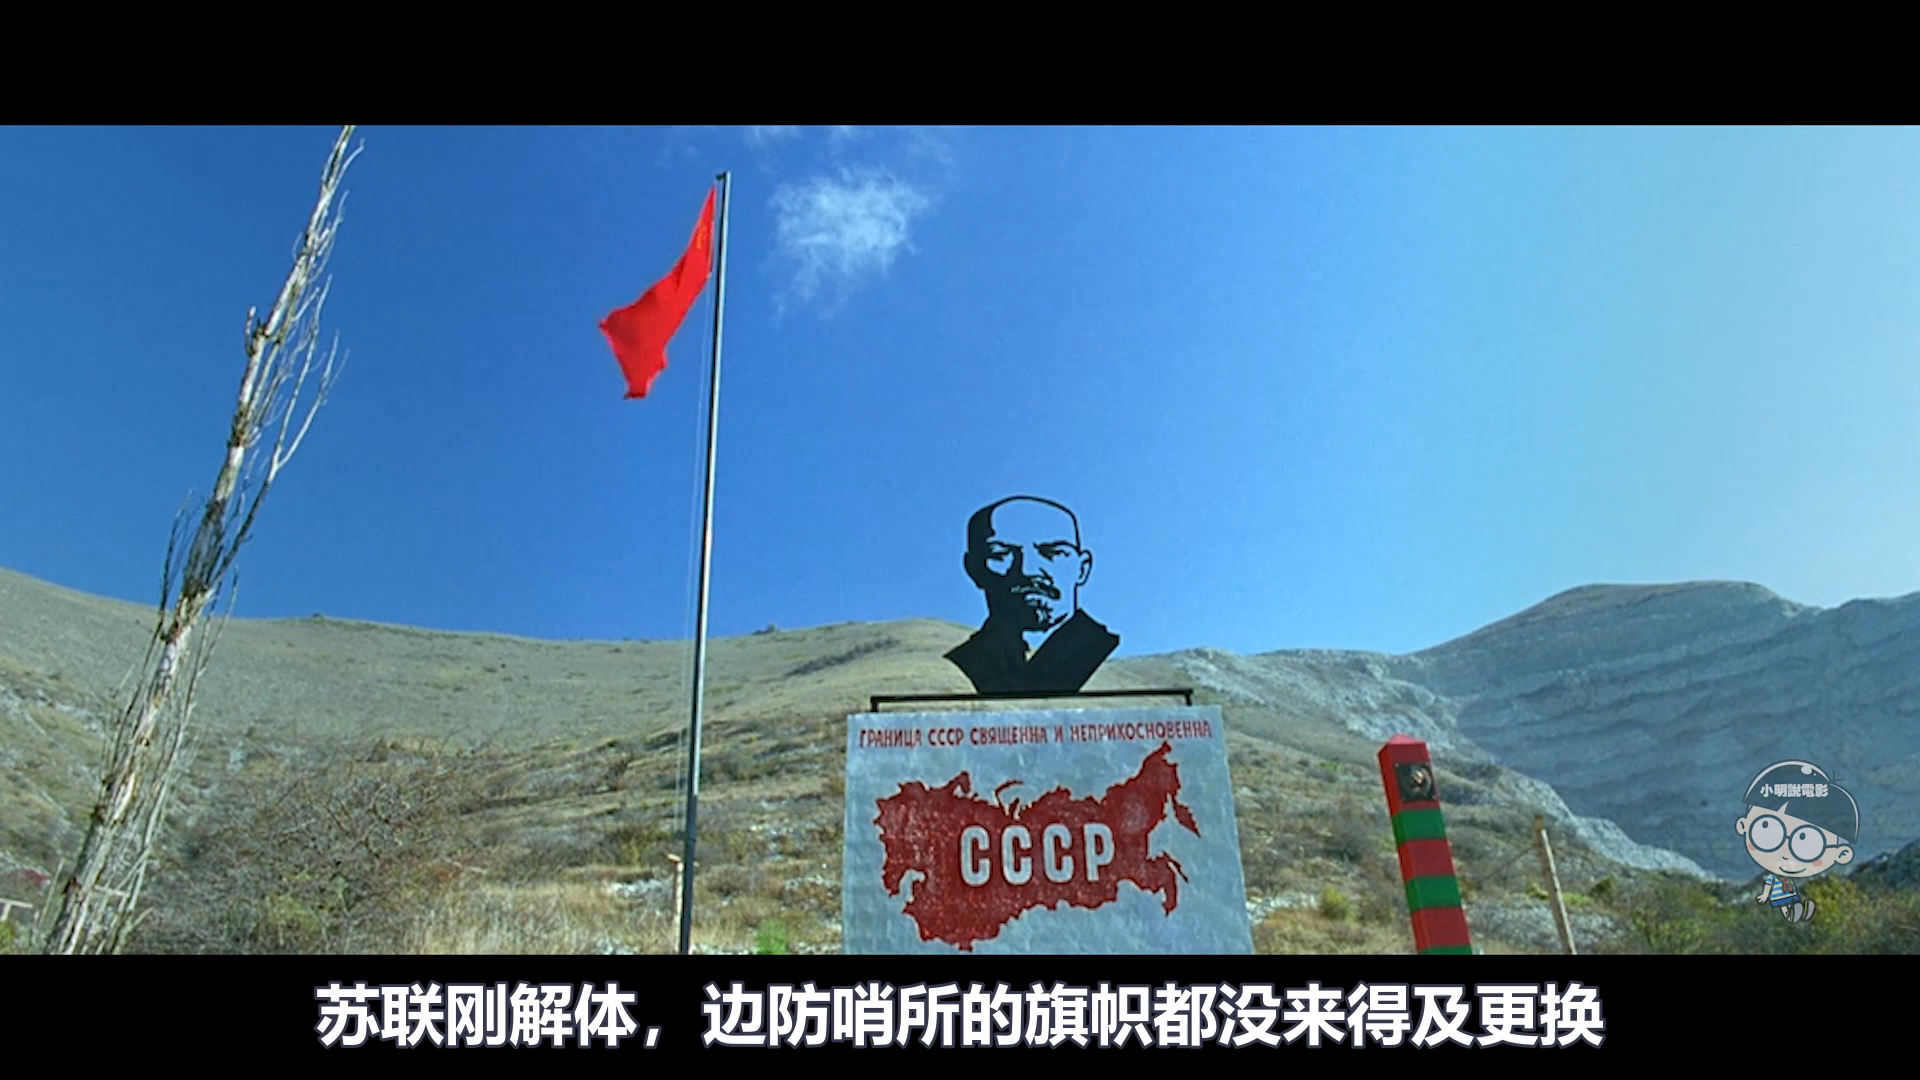 ГРАНИЦА СССР СВЯЩЕННА И НЕПРИКОСНОВЕННА
СССР
小明說電影
苏联刚解体，边防哨所的旗帜都没来得及更换